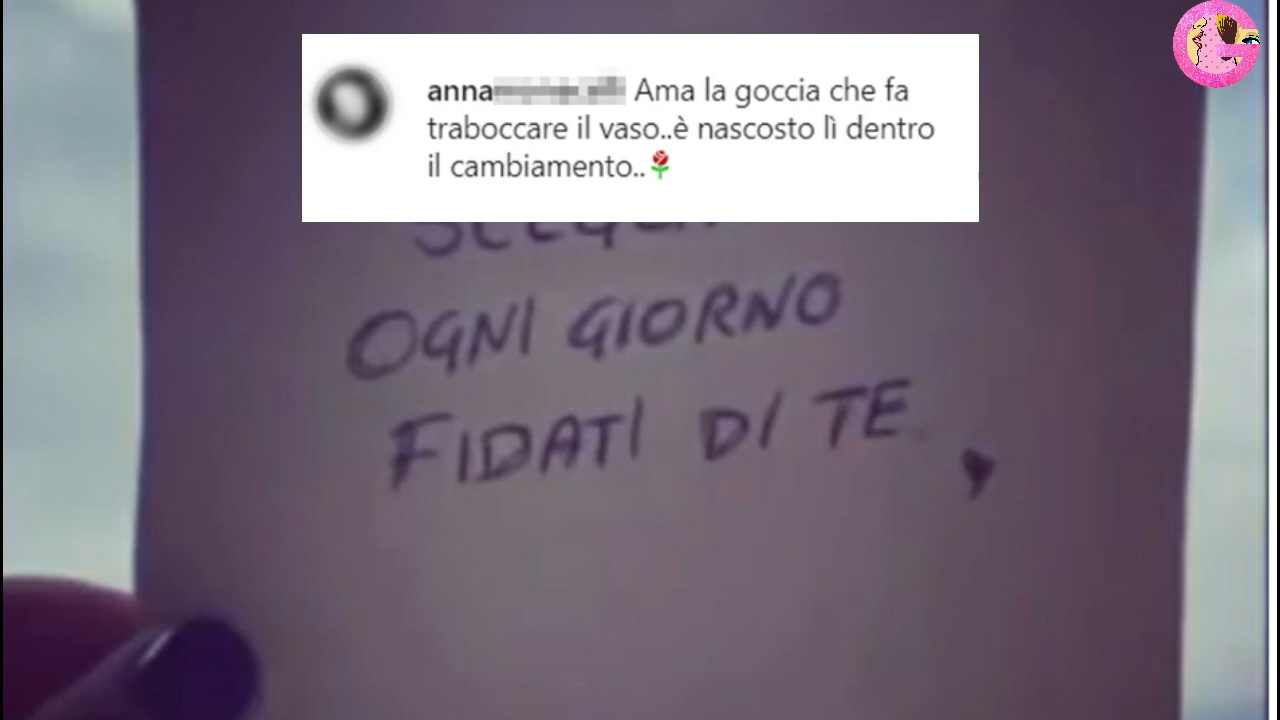 anna Ama la goccia che fa
traboccare il vaso..è nascosto lì dentro
il cambiamento..🌹
OGNI GIORNO
FIDATI DI TE